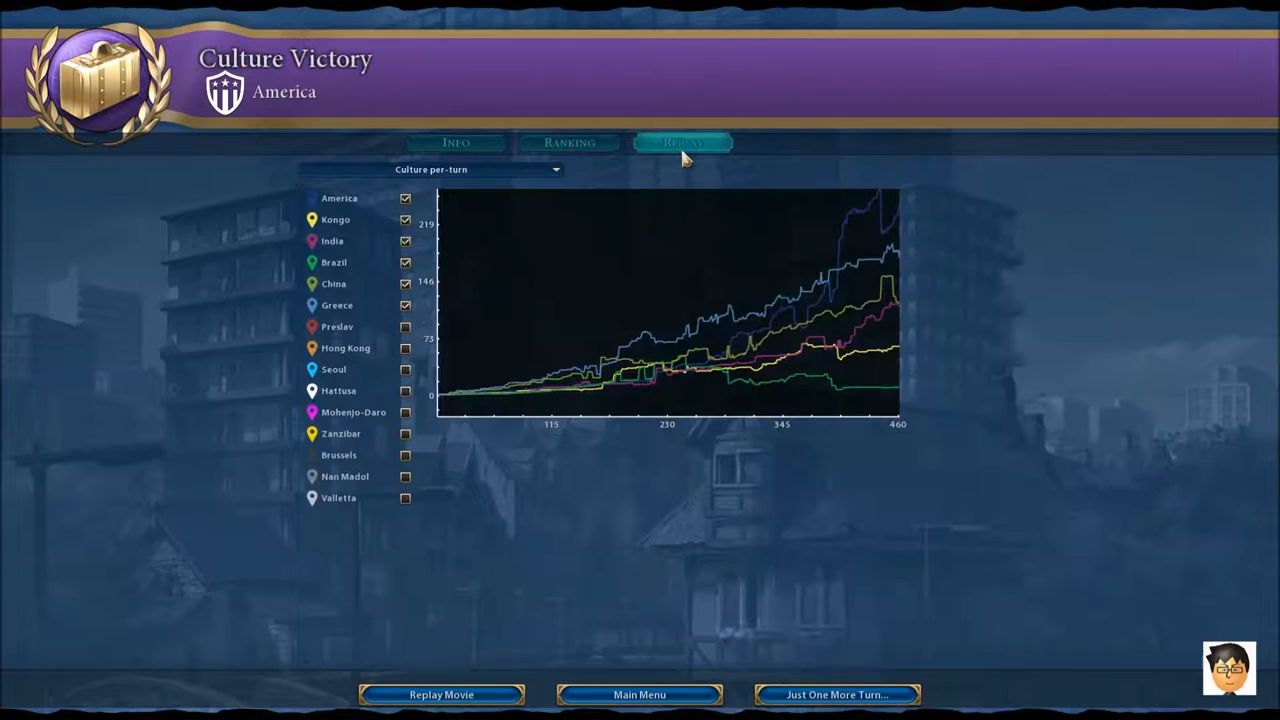 Culture Victory
America
INFO
RANKING
REPLAY
Culture per-turn
America
Kongo
India
Brazil
China
Greece
Preslav
Hong Kong
Seoul
Hattusa
Mohenjo-Daro
Zanzibar
Brussels
Nan Madol
Valletta
219
146
73
0
115 230 345 460
Replay Movie
Main Menu
Just One More Turn...